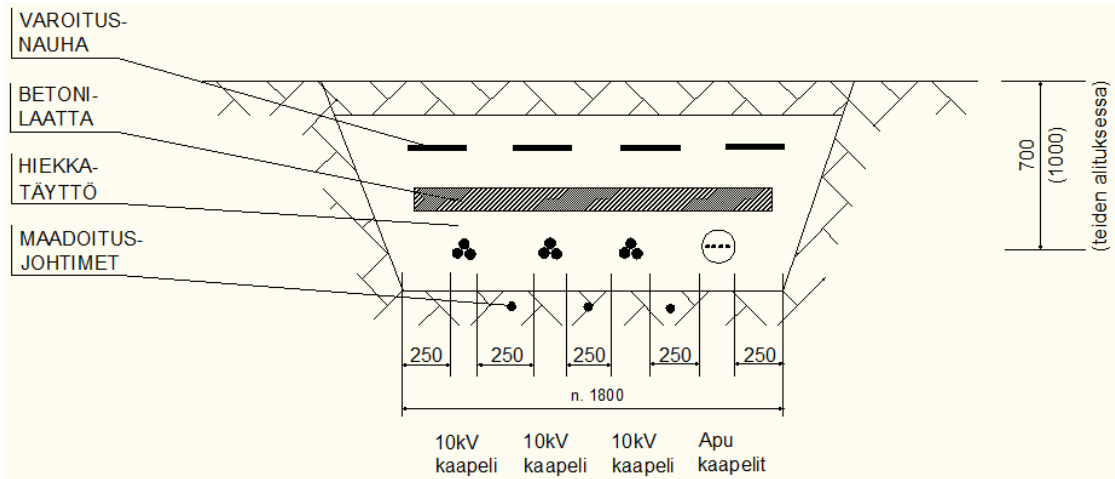 VAROITUS-
NAUHA
BETONI-
LAATTA
HIEKKA-
TÄYTTÖ
MAADOITUS-
JOHTIMET
700
(1000)
(teiden alituksessa)
250 250 250 250 250
n. 1800
10kV 10kV 10kV Apu
kaapeli kaapeli kaapeli kaapelit